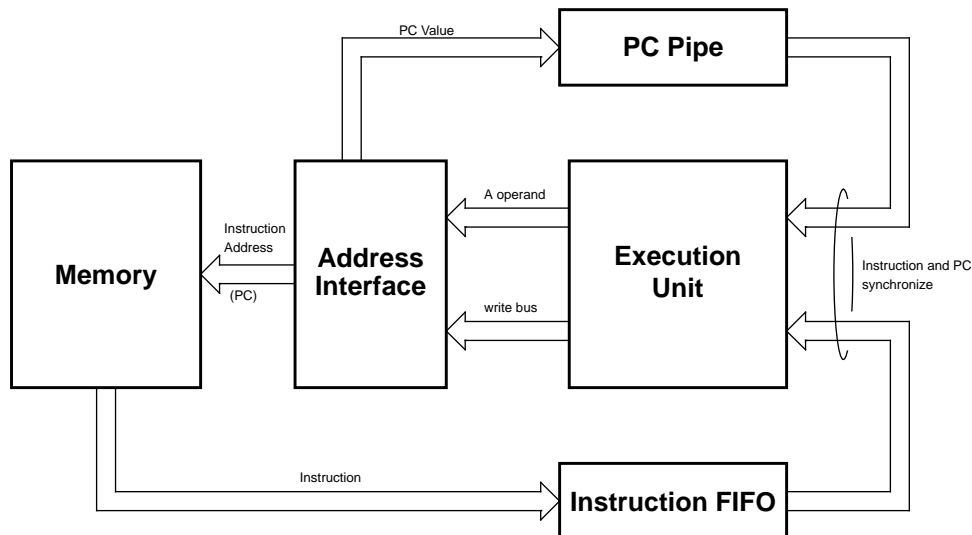 PC Value
PC Pipe
A operand
Instruction
Address
Memory
Address
Interface
Execution
Unit
Instruction and PC
synchronize
(PC)
write bus
Instruction
Instruction FIFO